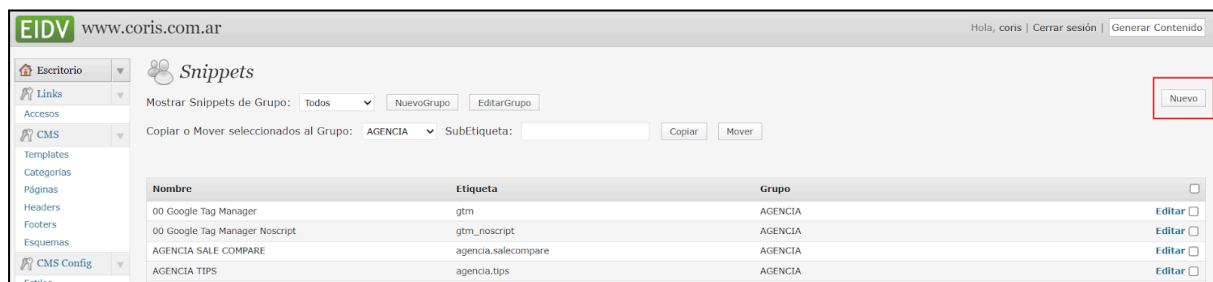 EIDV www.coris.com.ar
Hola, coris | Cerrar sesión | Generar Contenido
Escritorio
Links
Accesos
CMS
Templates
Categorías
Páginas
Headers
Footers
Esquemas
CMS Config
Estilos
Snippets
Mostrar Snippets de Grupo: Todos NuevoGrupo EditarGrupo
Nuevo
Copiar o Mover seleccionados al Grupo: AGENCIA SubEtiqueta: Copiar Mover
Nombre Etiqueta Grupo
00 Google Tag Manager gtm AGENCIA Editar
00 Google Tag Manager Noscript gtm_noscript AGENCIA Editar
AGENCIA SALE COMPARE agencia.salecompare AGENCIA Editar
AGENCIA TIPS agencia.tips AGENCIA Editar